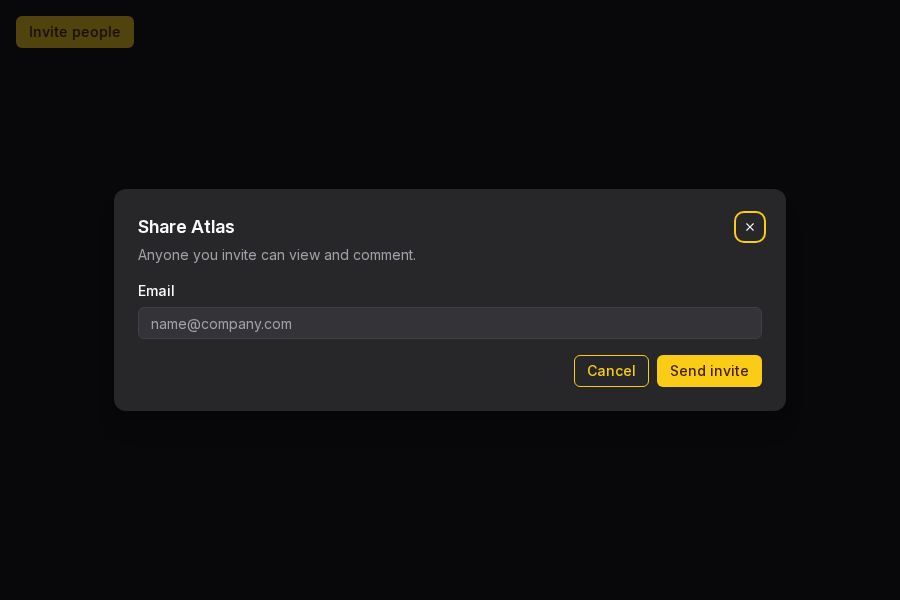 Invite people
Share Atlas
Anyone you invite can view and comment.
Email
name@company.com
Cancel
Send invite